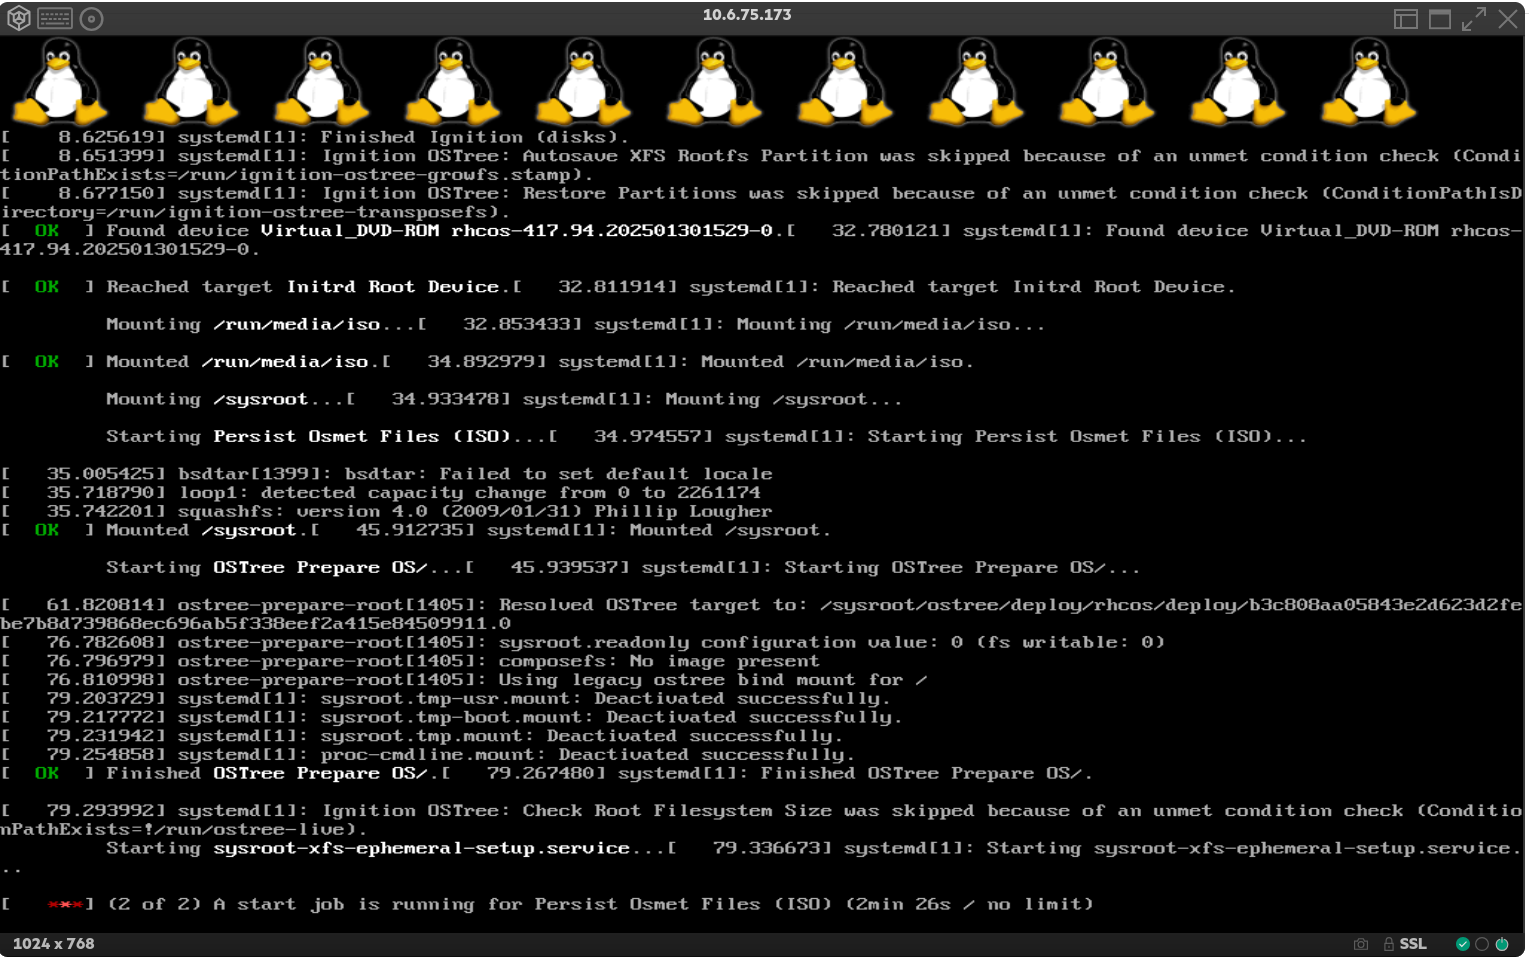 10.6.75.173
[    8.625619] systemd[1]: Finished Ignition (disks).
[    8.651399] systemd[1]: Ignition OSTree: Autosave XFS Rootfs Partition was skipped because of an unmet condition check (Condi
tionPathExists=/run/ignition-ostree-growfs.stamp).
[    8.677150] systemd[1]: Ignition OSTree: Restore Partitions was skipped because of an unmet condition check (ConditionPathIsD
irectory=/run/ignition-ostree-transposefs).
[  OK  ] Found device Virtual_DVD-ROM rhcos-417.94.202501301529-0.[   32.780121] systemd[1]: Found device Virtual_DVD-ROM rhcos-
417.94.202501301529-0.
[  OK  ] Reached target Initrd Root Device.[   32.811914] systemd[1]: Reached target Initrd Root Device.
         Mounting /run/media/iso...[   32.853433] systemd[1]: Mounting /run/media/iso...
[  OK  ] Mounted /run/media/iso.[   34.892979] systemd[1]: Mounted /run/media/iso.
         Mounting /sysroot...[   34.933478] systemd[1]: Mounting /sysroot...
         Starting Persist Osmet Files (ISO)...[   34.974557] systemd[1]: Starting Persist Osmet Files (ISO)...
[   35.005425] bsdtar[1399]: bsdtar: Failed to set default locale
[   35.718790] loop1: detected capacity change from 0 to 2261174
[   35.742201] squashfs: version 4.0 (2009/01/31) Phillip Lougher
[  OK  ] Mounted /sysroot.[   45.912735] systemd[1]: Mounted /sysroot.
         Starting OSTree Prepare OS/...[   45.939537] systemd[1]: Starting OSTree Prepare OS/...
[   61.820814] ostree-prepare-root[1405]: Resolved OSTree target to: /sysroot/ostree/deploy/rhcos/deploy/b3c808aa05843e2d623d2fe
be7b8d739868ec696ab5f338eef2a415e84509911.0
[   76.782608] ostree-prepare-root[1405]: sysroot.readonly configuration value: 0 (fs writable: 0)
[   76.796979] ostree-prepare-root[1405]: composefs: No image present
[   76.810998] ostree-prepare-root[1405]: Using legacy ostree bind mount for /
[   79.203729] systemd[1]: sysroot.tmp-usr.mount: Deactivated successfully.
[   79.217772] systemd[1]: sysroot.tmp-boot.mount: Deactivated successfully.
[   79.231942] systemd[1]: sysroot.tmp.mount: Deactivated successfully.
[   79.254858] systemd[1]: proc-cmdline.mount: Deactivated successfully.
[  OK  ] Finished OSTree Prepare OS/.[   79.267480] systemd[1]: Finished OSTree Prepare OS/.
[   79.293992] systemd[1]: Ignition OSTree: Check Root Filesystem Size was skipped because of an unmet condition check (Conditio
nPathExists=!/run/ostree-live).
         Starting sysroot-xfs-ephemeral-setup.service...[   79.336673] systemd[1]: Starting sysroot-xfs-ephemeral-setup.service.
..
[   ***] (2 of 2) A start job is running for Persist Osmet Files (ISO) (2min 26s / no limit)
1024 x 768
SSL